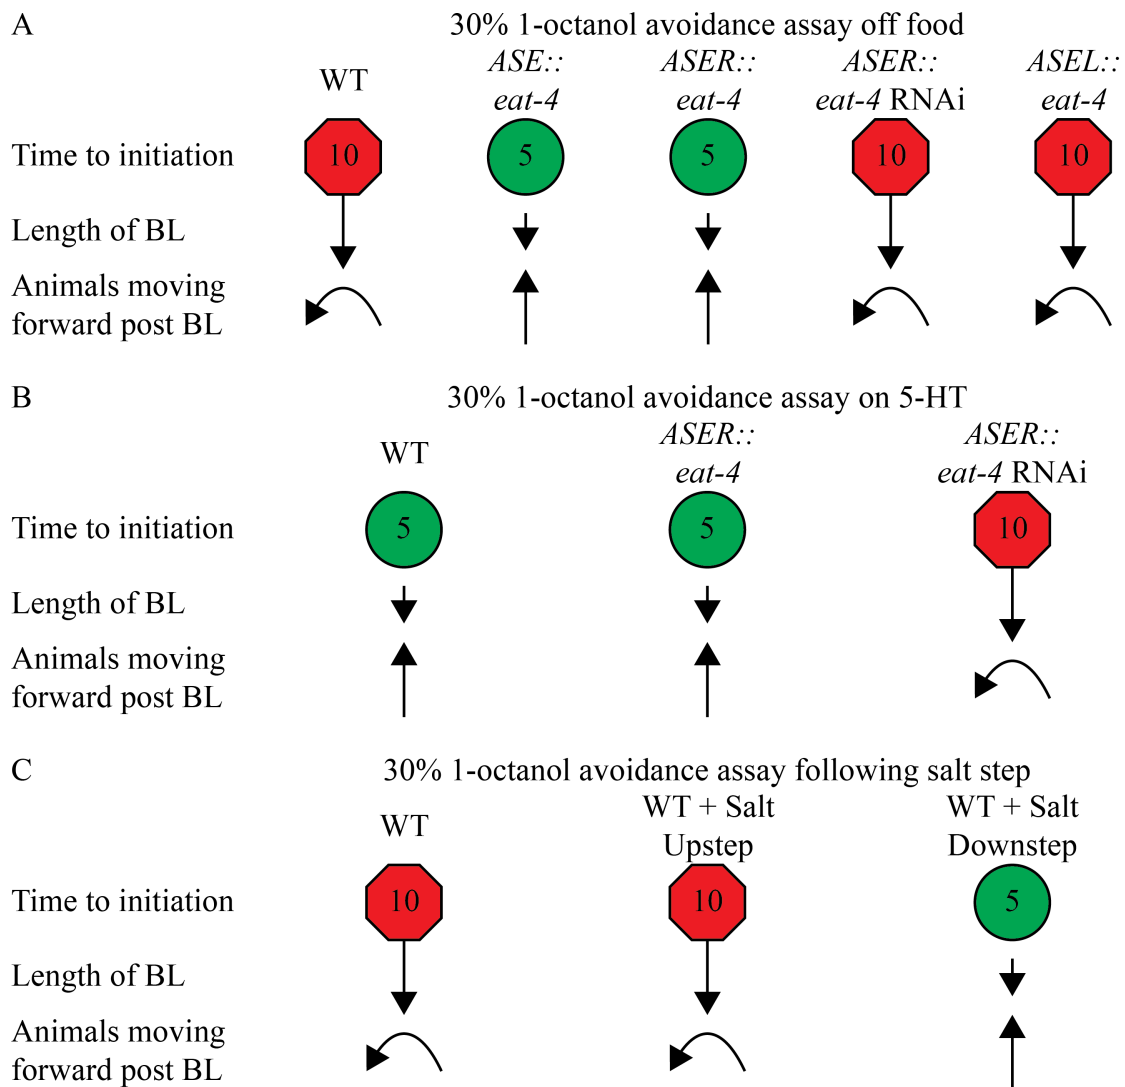 A
30% 1-octanol avoidance assay off food
WT
ASE::
eat-4
ASER::
eat-4
ASER::
eat-4 RNAi
ASEL::
eat-4
Time to initiation
10
5
5
10
10
Length of BL
Animals moving
forward post BL
B
30% 1-octanol avoidance assay on 5-HT
WT
ASER::
eat-4
ASER::
eat-4 RNAi
Time to initiation
5
5
10
Length of BL
Animals moving
forward post BL
C
30% 1-octanol avoidance assay following salt step
WT
WT + Salt
Upstep
WT + Salt
Downstep
Time to initiation
10
10
5
Length of BL
Animals moving
forward post BL